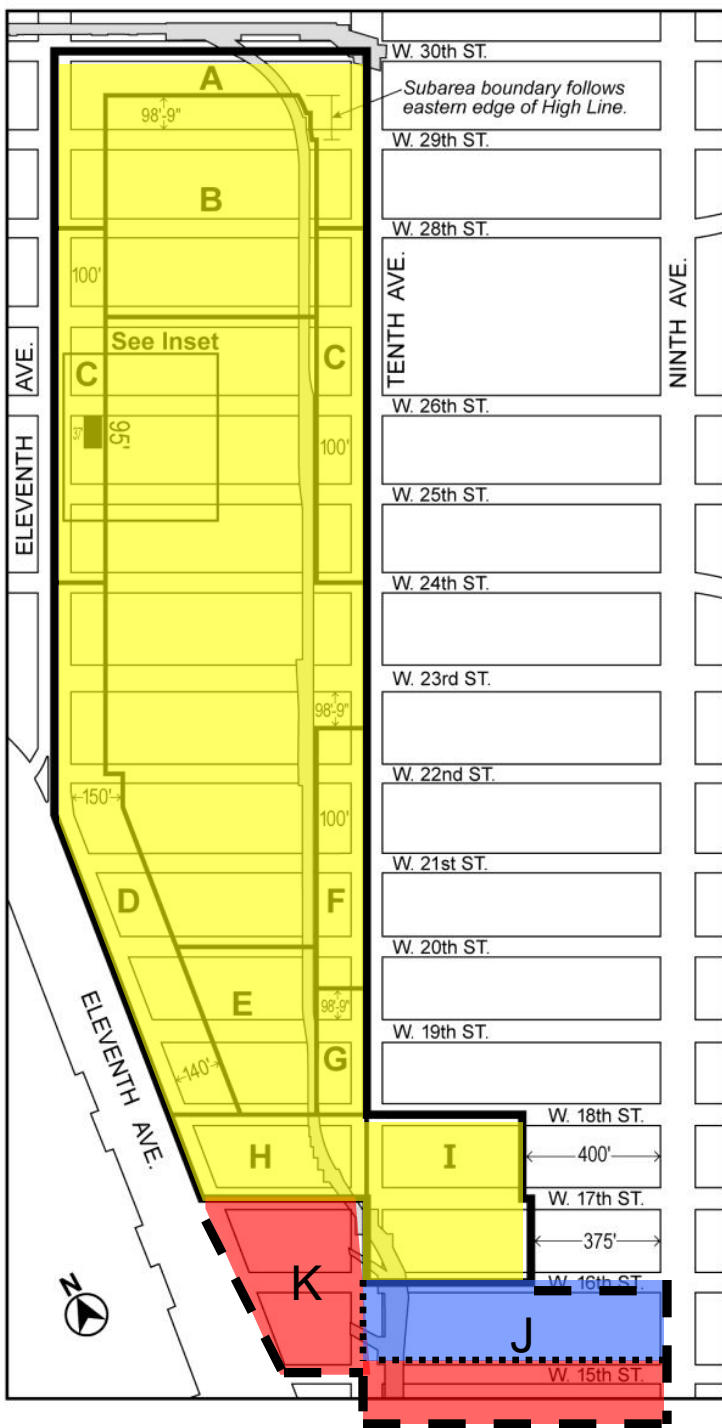 W. 30th ST.
A
Subarea boundary follows
eastern edge of High Line.
98'-9"
W. 29th ST.
B
W. 28th ST.
100'
See Inset
C
C
ELEVENTH AVE.
TENTH AVE.
NINTH AVE.
W. 26th ST.
37'
95'
100'
W. 25th ST.
W. 24th ST.
W. 23rd ST.
98'-9"
W. 22nd ST.
150'
100'
W. 21st ST.
D
F
W. 20th ST.
E
98'-9"
W. 19th ST.
ELEVENTH AVE.
140'
G
W. 18th ST.
H
I
400'
W. 17th ST.
375'
N
K
W. 16th ST.
J
W. 15th ST.